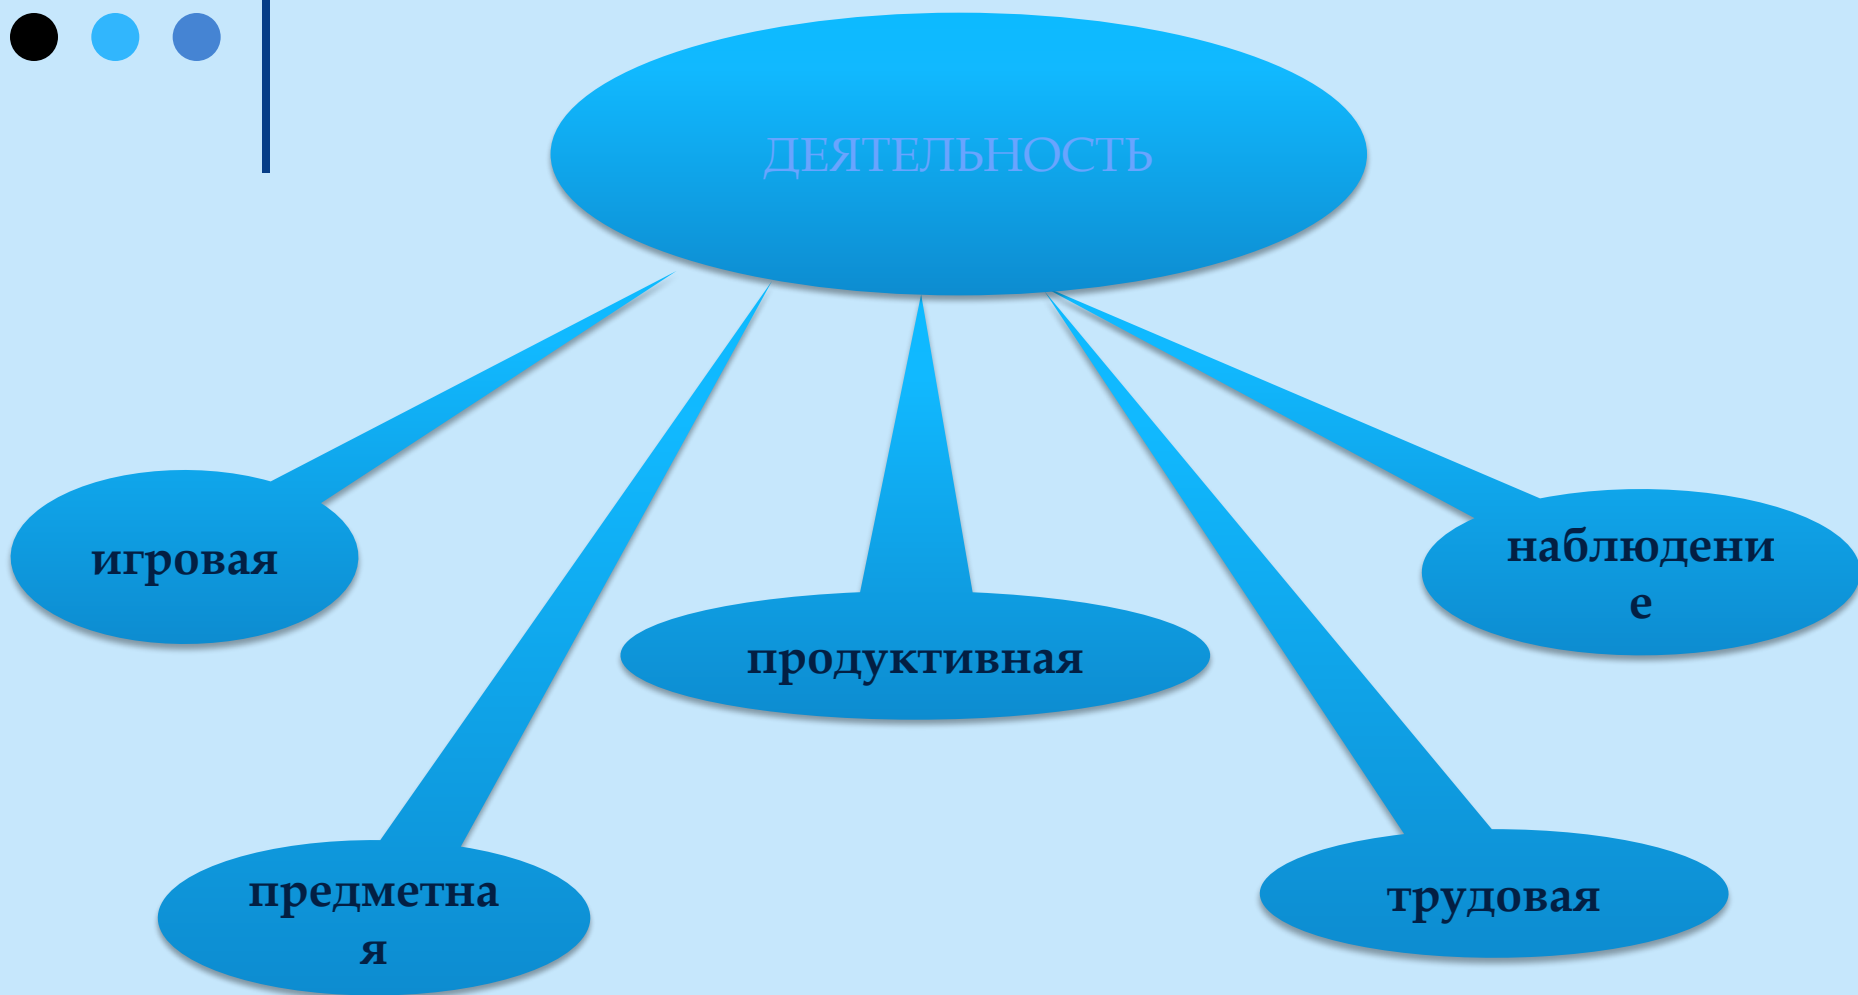 ДЕЯТЕЛЬНОСТЬ
игровая
наблюдени
е
продуктивная
предметна
я
трудовая